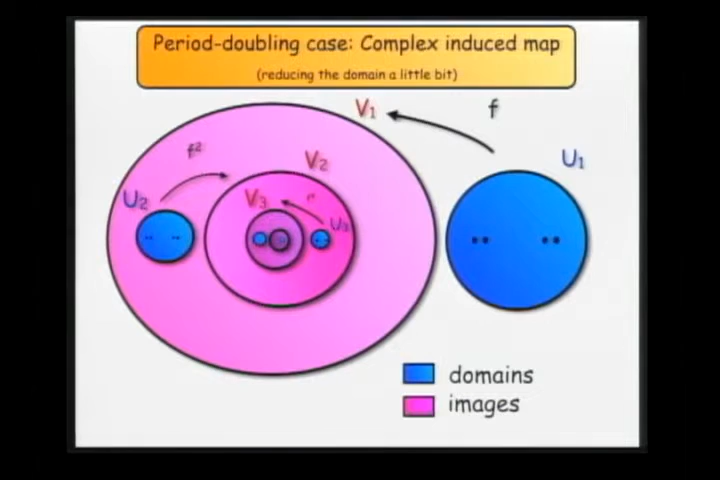 Period-doubling case: Complex induced map
(reducing the domain a little bit)
V₁
f
f²
V₂
U₁
U₂
V₃
U₃
domains
images